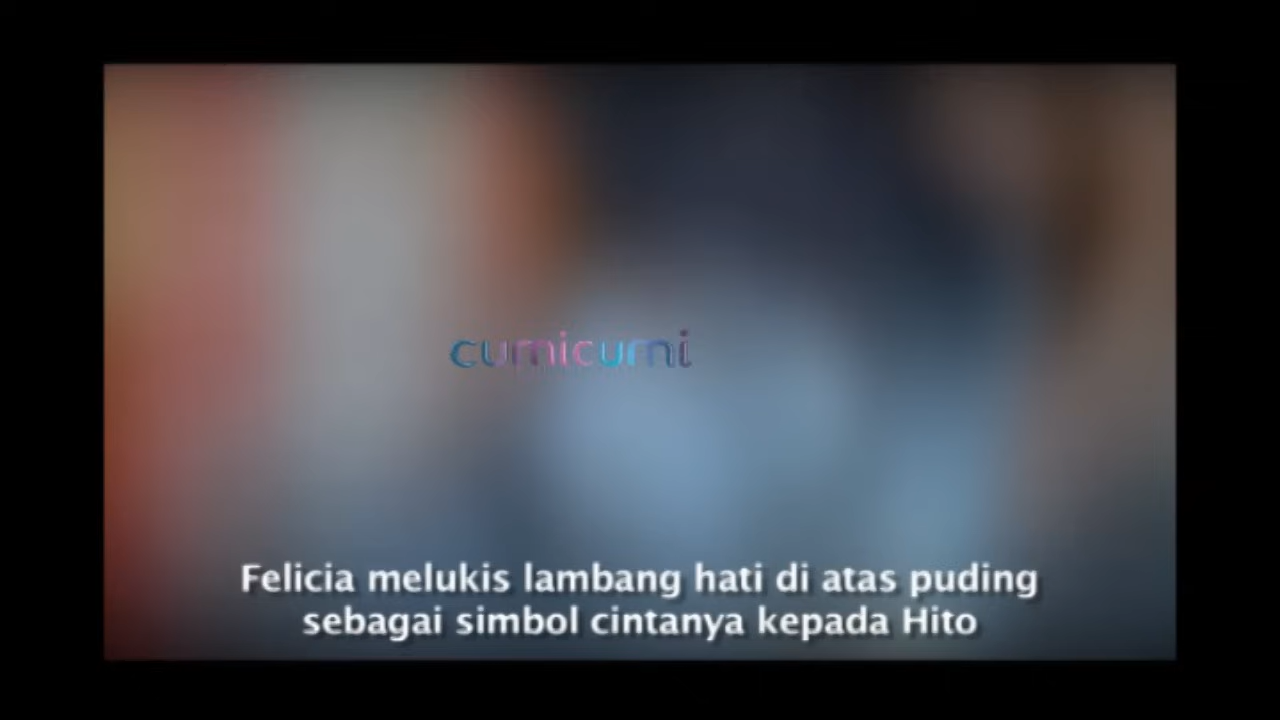 cumicumi
Felicia melukis lambang hati di atas puding
sebagai simbol cintanya kepada Hito